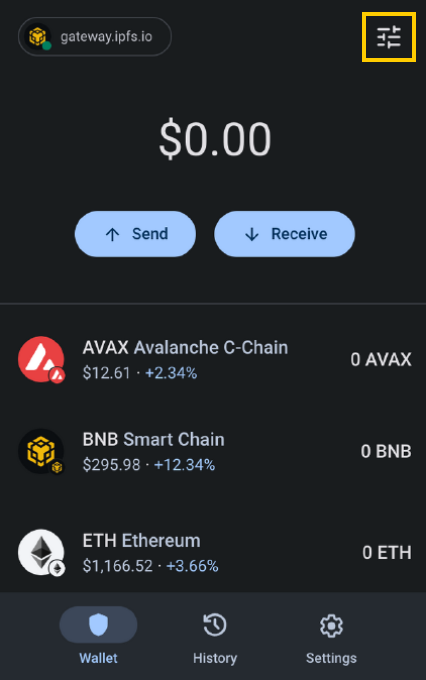 gateway.ipfs.io
$0.00
Send
Receive
AVAX Avalanche C-Chain
$12.61 · +2.34%
0 AVAX
BNB Smart Chain
$295.98 · +12.34%
0 BNB
ETH Ethereum
$1,166.52 · +3.66%
0 ETH
Wallet
History
Settings